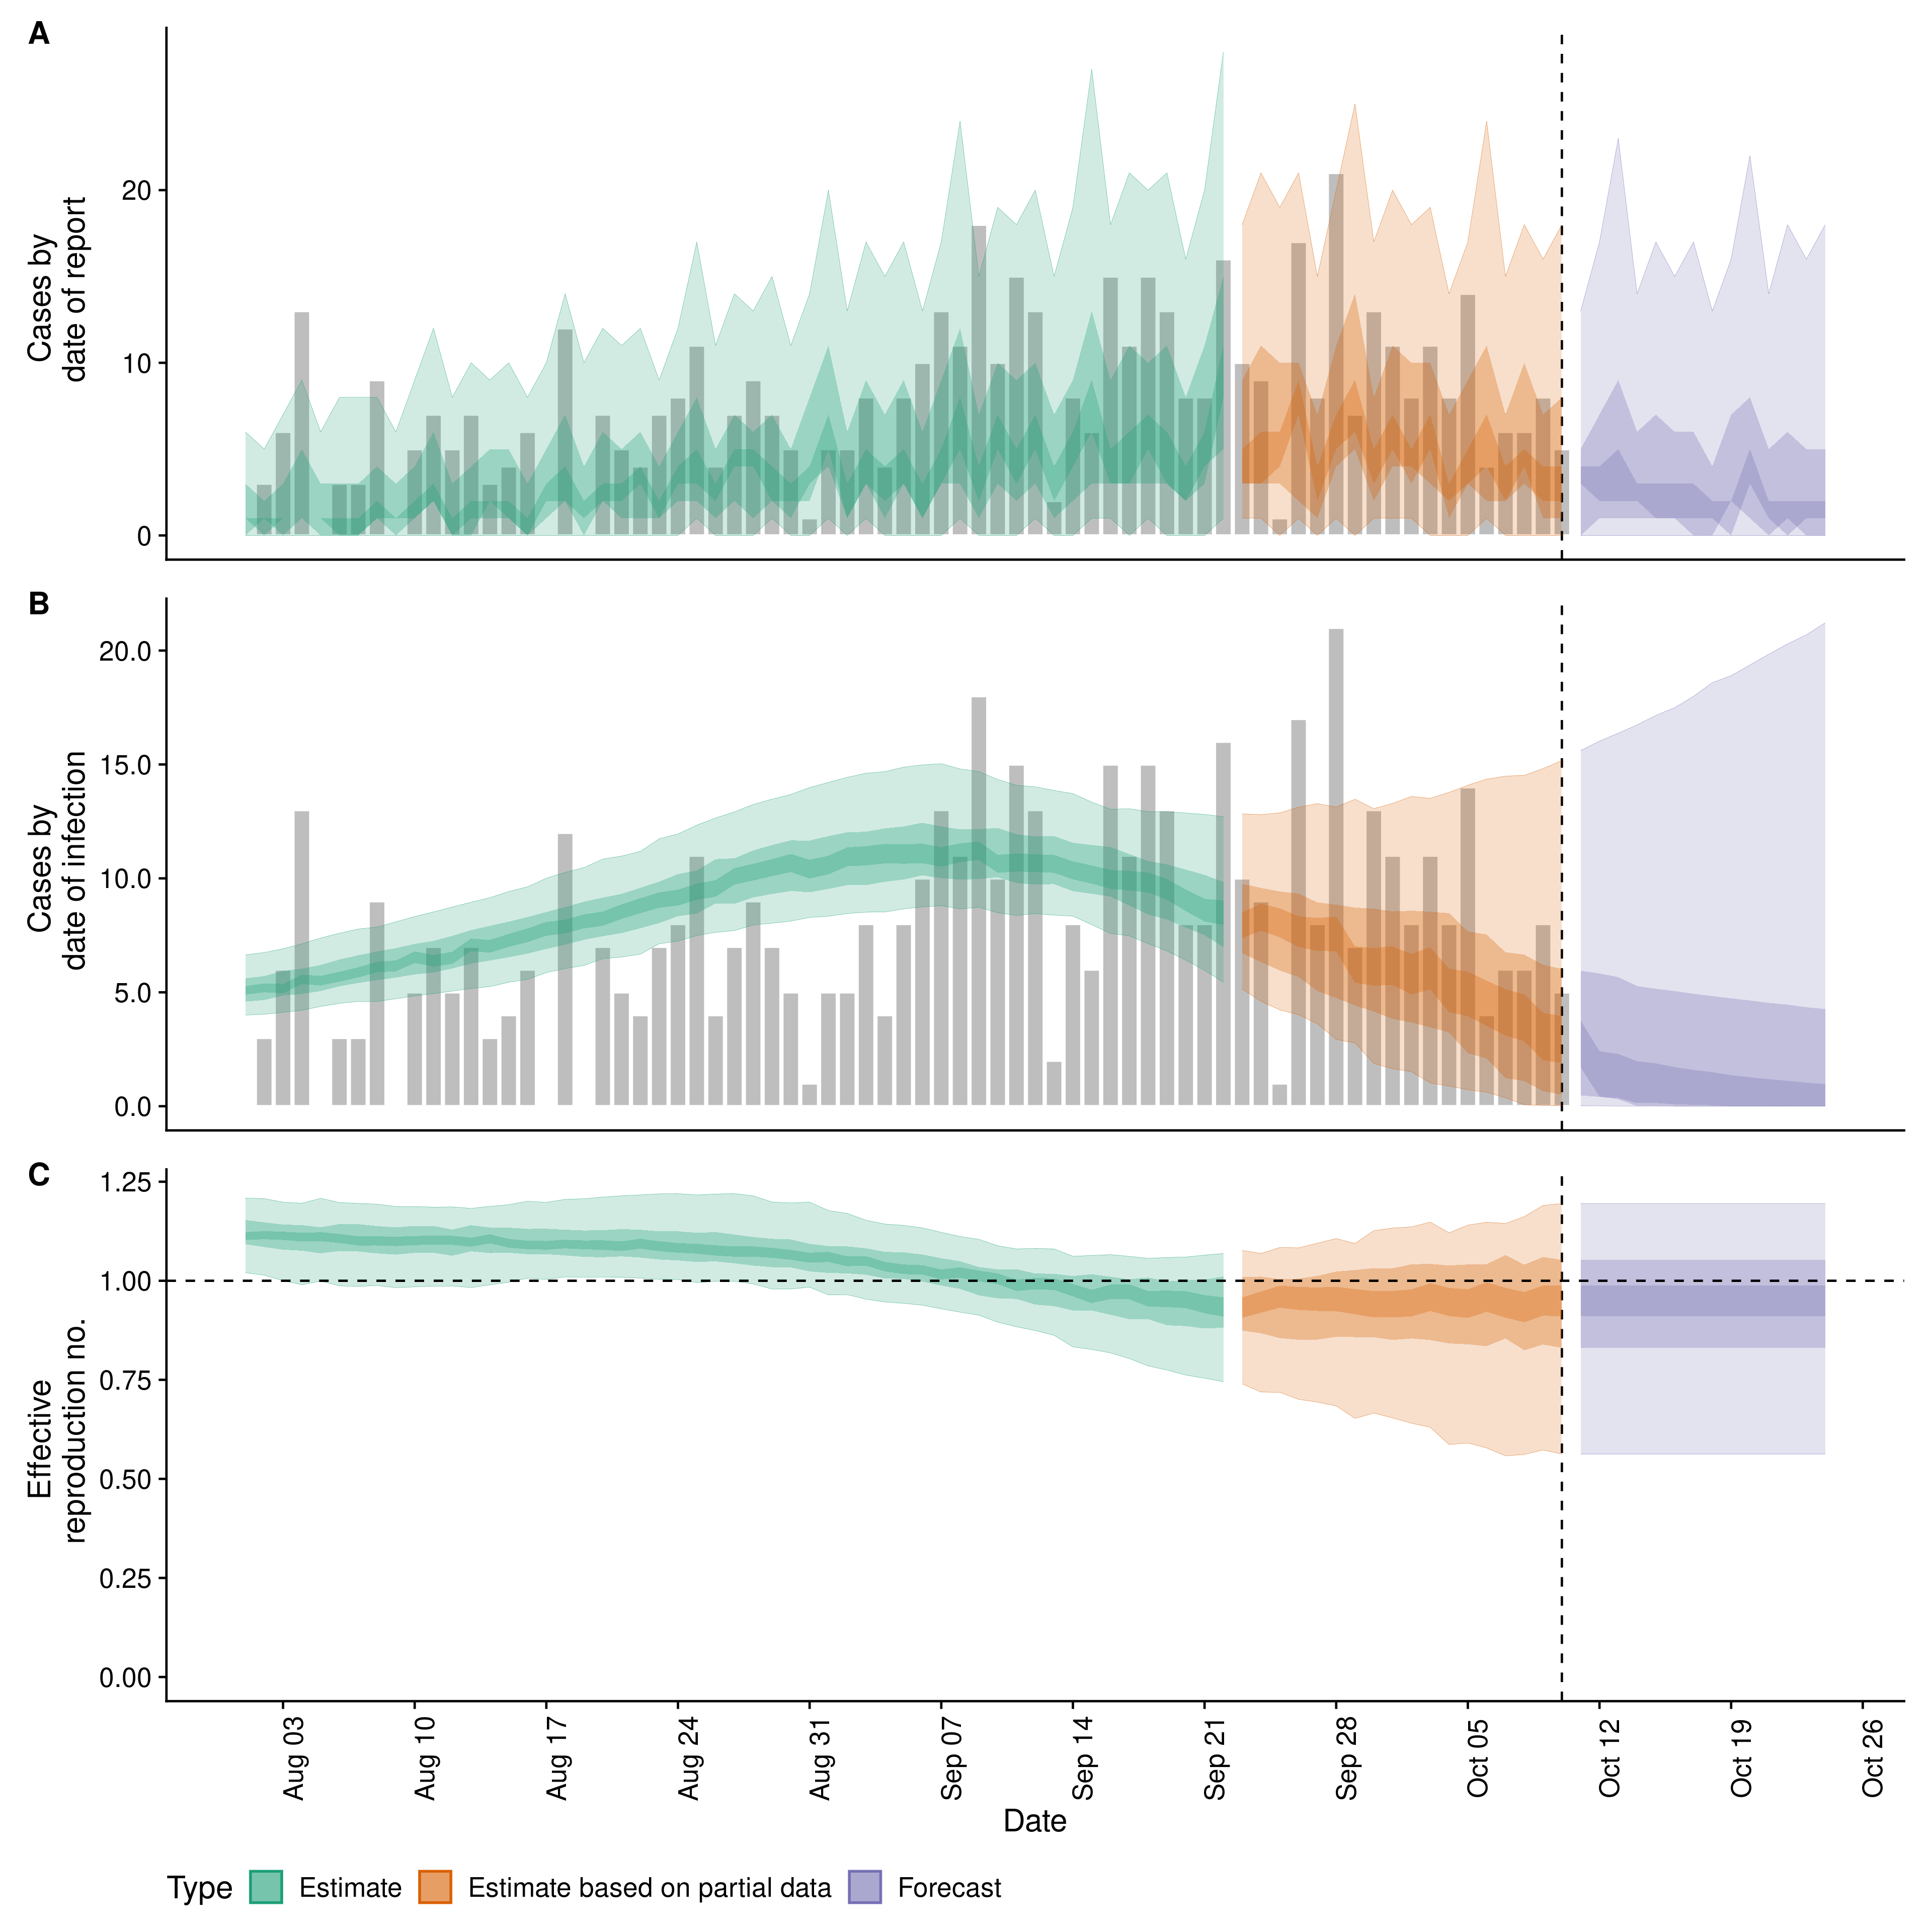 A
Cases by
date of report
20
10
0
B
Cases by
date of infection
20.0
15.0
10.0
5.0
0.0
C
Effective
reproduction no.
1.25
1.00
0.75
0.50
0.25
0.00
Aug 03
Aug 10
Aug 17
Aug 24
Aug 31
Sep 07
Sep 14
Sep 21
Sep 28
Oct 05
Oct 12
Oct 19
Oct 26
Date
Type Estimate Estimate based on partial data Forecast